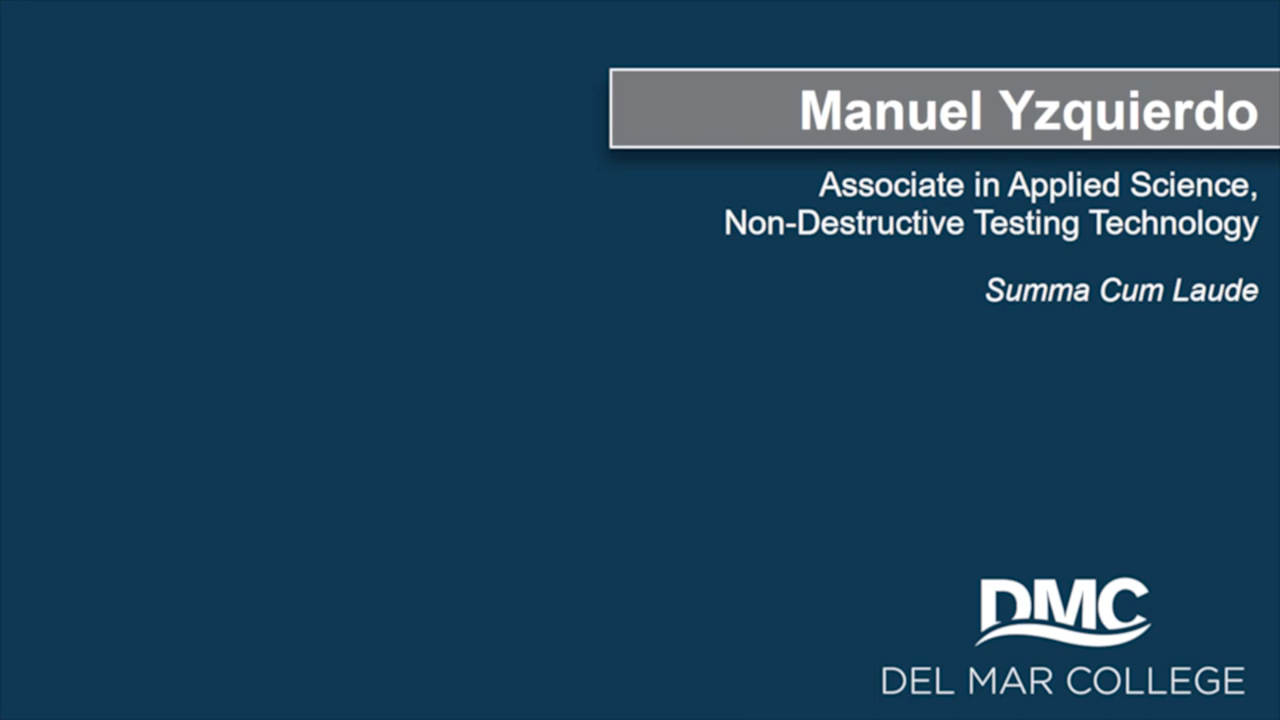 Manuel Yzquierdo
Associate in Applied Science,
Non-Destructive Testing Technology
Summa Cum Laude
DMC
DEL MAR COLLEGE